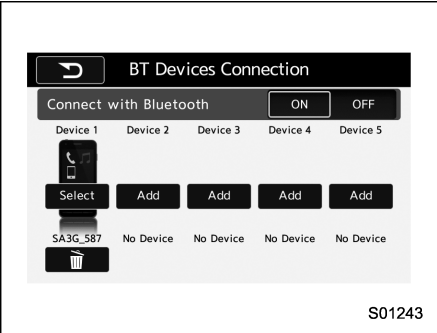 BT Devices Connection
Connect with Bluetooth ON OFF
Device 1 Device 2 Device 3 Device 4 Device 5
Select Add Add Add Add
SA3G_587 No Device No Device No Device No Device
S01243